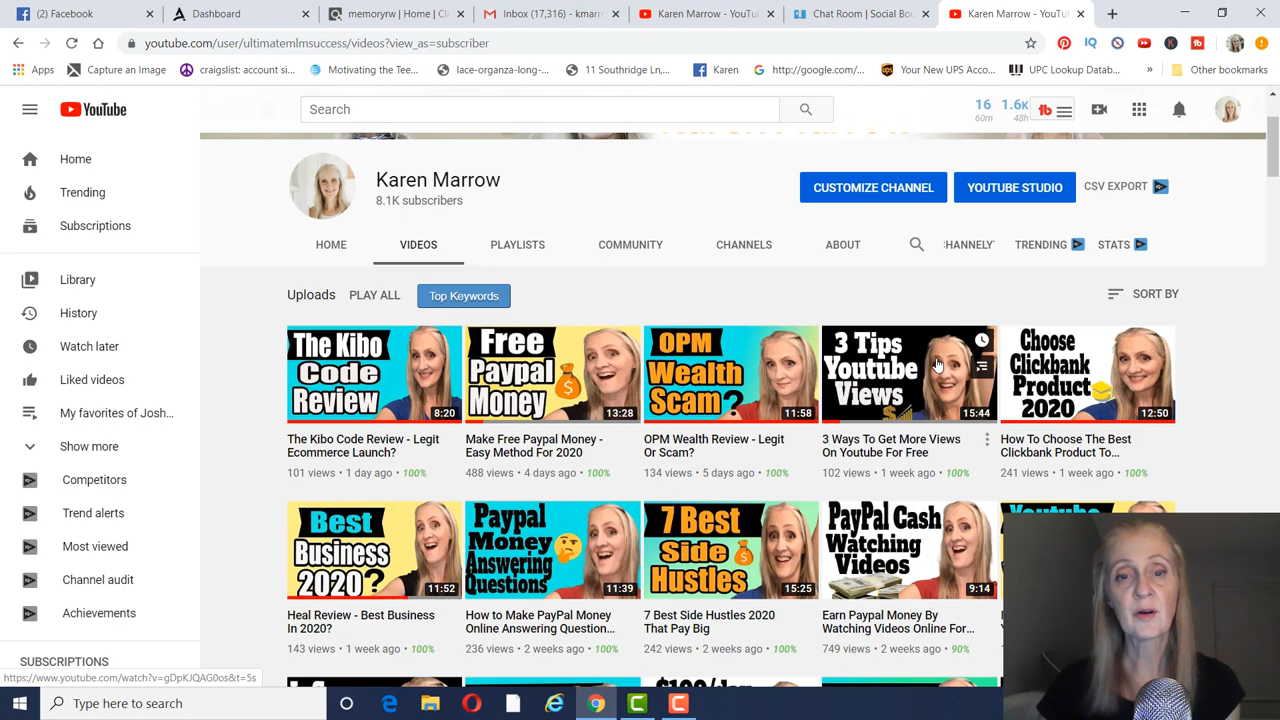 (1) Facebook
Dashboard
memoryrw | Home | C
Inbox (17,316) - kmarro
Karen Marrow - YouTu
Chat Room | Social Bou
Karen Marrow - YouTu
youtube.com/user/ultimatemlmsuccess/videos?view_as=subscriber
Apps
Capture an Image
craigslist: account si...
Motivating the Tee...
lace-organza-long-...
11 Southridge Ln,...
Karen
http://google.com/...
Your New UPS Acco...
UPC Lookup Datab...
»
Other bookmarks
YouTube
Search
16
60m
1.6K
48h
tb
Home
Trending
Subscriptions
Library
History
Watch later
Liked videos
My favorites of Josh...
Show more
Competitors
Trend alerts
Most viewed
Channel audit
Achievements
SUBSCRIPTIONS
Karen Marrow
8.1K subscribers
CUSTOMIZE CHANNEL
YOUTUBE STUDIO
CSV EXPORT
HOME
VIDEOS
PLAYLISTS
COMMUNITY
CHANNELS
ABOUT
CHANNELY
TRENDING
STATS
Uploads
PLAY ALL
Top Keywords
SORT BY
The Kibo
Code
Review
8:20
Free
Paypal
Money
13:28
OPM
Wealth
Scam?
11:58
3 Tips
Youtube
Views
15:44
Choose
Clickbank
Product
2020
12:50
The Kibo Code Review - Legit
Ecommerce Launch?
101 views • 1 day ago • 100%
Make Free Paypal Money -
Easy Method For 2020
488 views • 4 days ago • 100%
OPM Wealth Review - Legit
Or Scam?
134 views • 5 days ago • 100%
3 Ways To Get More Views
On Youtube For Free
102 views • 1 week ago • 100%
How To Choose The Best
Clickbank Product To...
241 views • 1 week ago • 100%
Best
Business
2020?
11:52
Paypal
Money
Answering
Questions
11:39
7 Best
Side
Hustles
15:25
PayPal Cash
Watching
Videos
9:14
Heal Review - Best Business
In 2020?
143 views • 1 week ago • 100%
How to Make PayPal Money
Online Answering Question...
236 views • 2 weeks ago • 100%
7 Best Side Hustles 2020
That Pay Big
242 views • 2 weeks ago • 100%
Earn Paypal Money By
Watching Videos Online For...
749 views • 2 weeks ago • 90%
https://www.youtube.com/watch?v=gDpKJQAG0os&t=5s
Type here to search